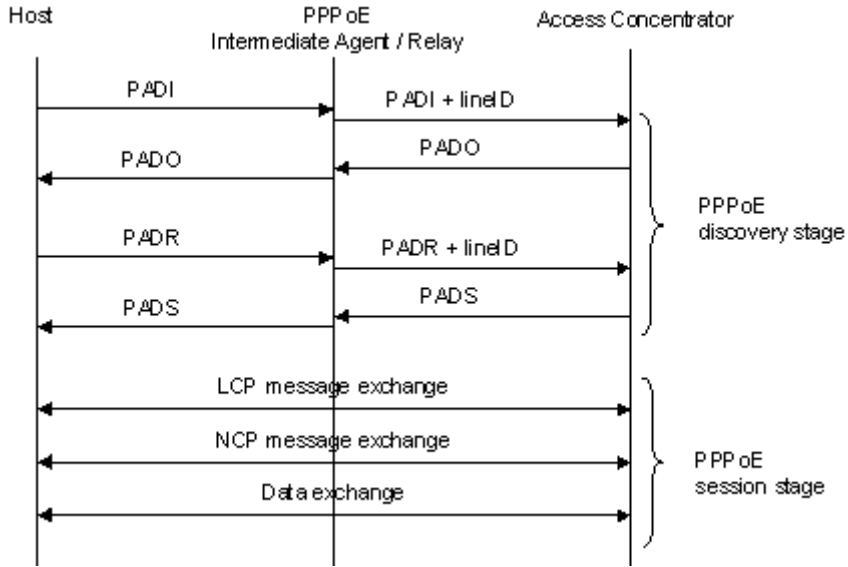 Host
PPPoE
Intermediate Agent / Relay
Access Concentrator
PADI
PADI + lineID
PADO
PADO
PPPoE
discovery stage
PADR
PADR + lineID
PADS
PADS
LCP message exchange
NCP message exchange
PPPoE
session stage
Data exchange